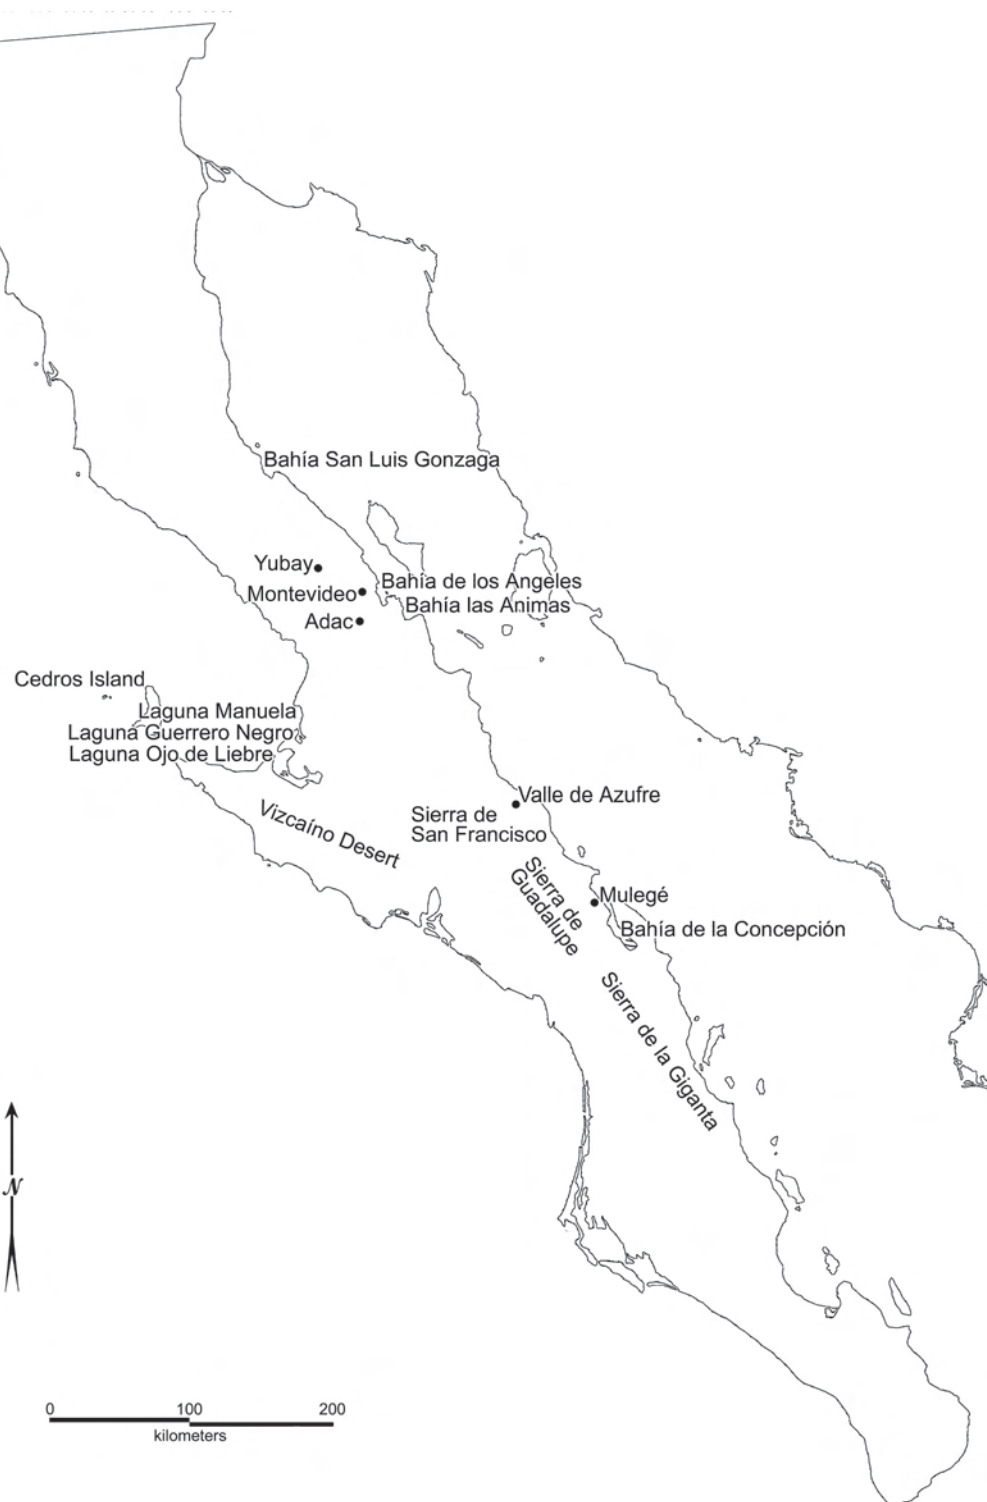 Bahía San Luis Gonzaga
Yubay
Bahía de los Angeles
Montevideo
Bahía las Animas
Adac
Cedros Island
Laguna Manuela
Laguna Guerrero Negro
Laguna Ojo de Liebre
Valle de Azufre
Vizcaíno Desert
Sierra de
San Francisco
Sierra de
Guadalupe
Mulegé
Bahía de la Concepción
Sierra de la Giganta
N
0 100 200
kilometers